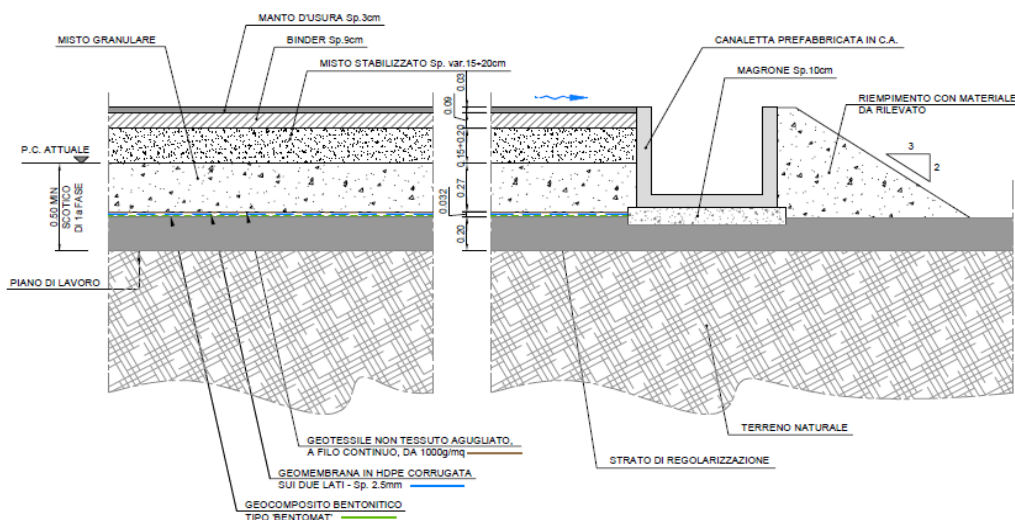 MANTO D'USURA Sp.3cm
MISTO GRANULARE
BINDER Sp.9cm
MISTO STABILIZZATO Sp. var.15÷20cm
CANALETTA PREFABBRICATA IN C.A.
MAGRONE Sp.10cm
RIEMPIMENTO CON MATERIALE
DA RILEVATO
0.03
0.09
0.15÷0.20
0.27
0.032
0.20
3
2
P.C. ATTUALE
0.50 MIN
SCOTICO
DI 1a FASE
PIANO DI LAVORO
TERRENO NATURALE
GEOTESSILE NON TESSUTO AGUGLIATO,
A FILO CONTINUO, DA 1000g/mq
STRATO DI REGOLARIZZAZIONE
GEOMEMBRANA IN HDPE CORRUGATA
SUI DUE LATI - Sp. 2.5mm
GEOCOMPOSITO BENTONITICO
TIPO 'BENTOMAT'